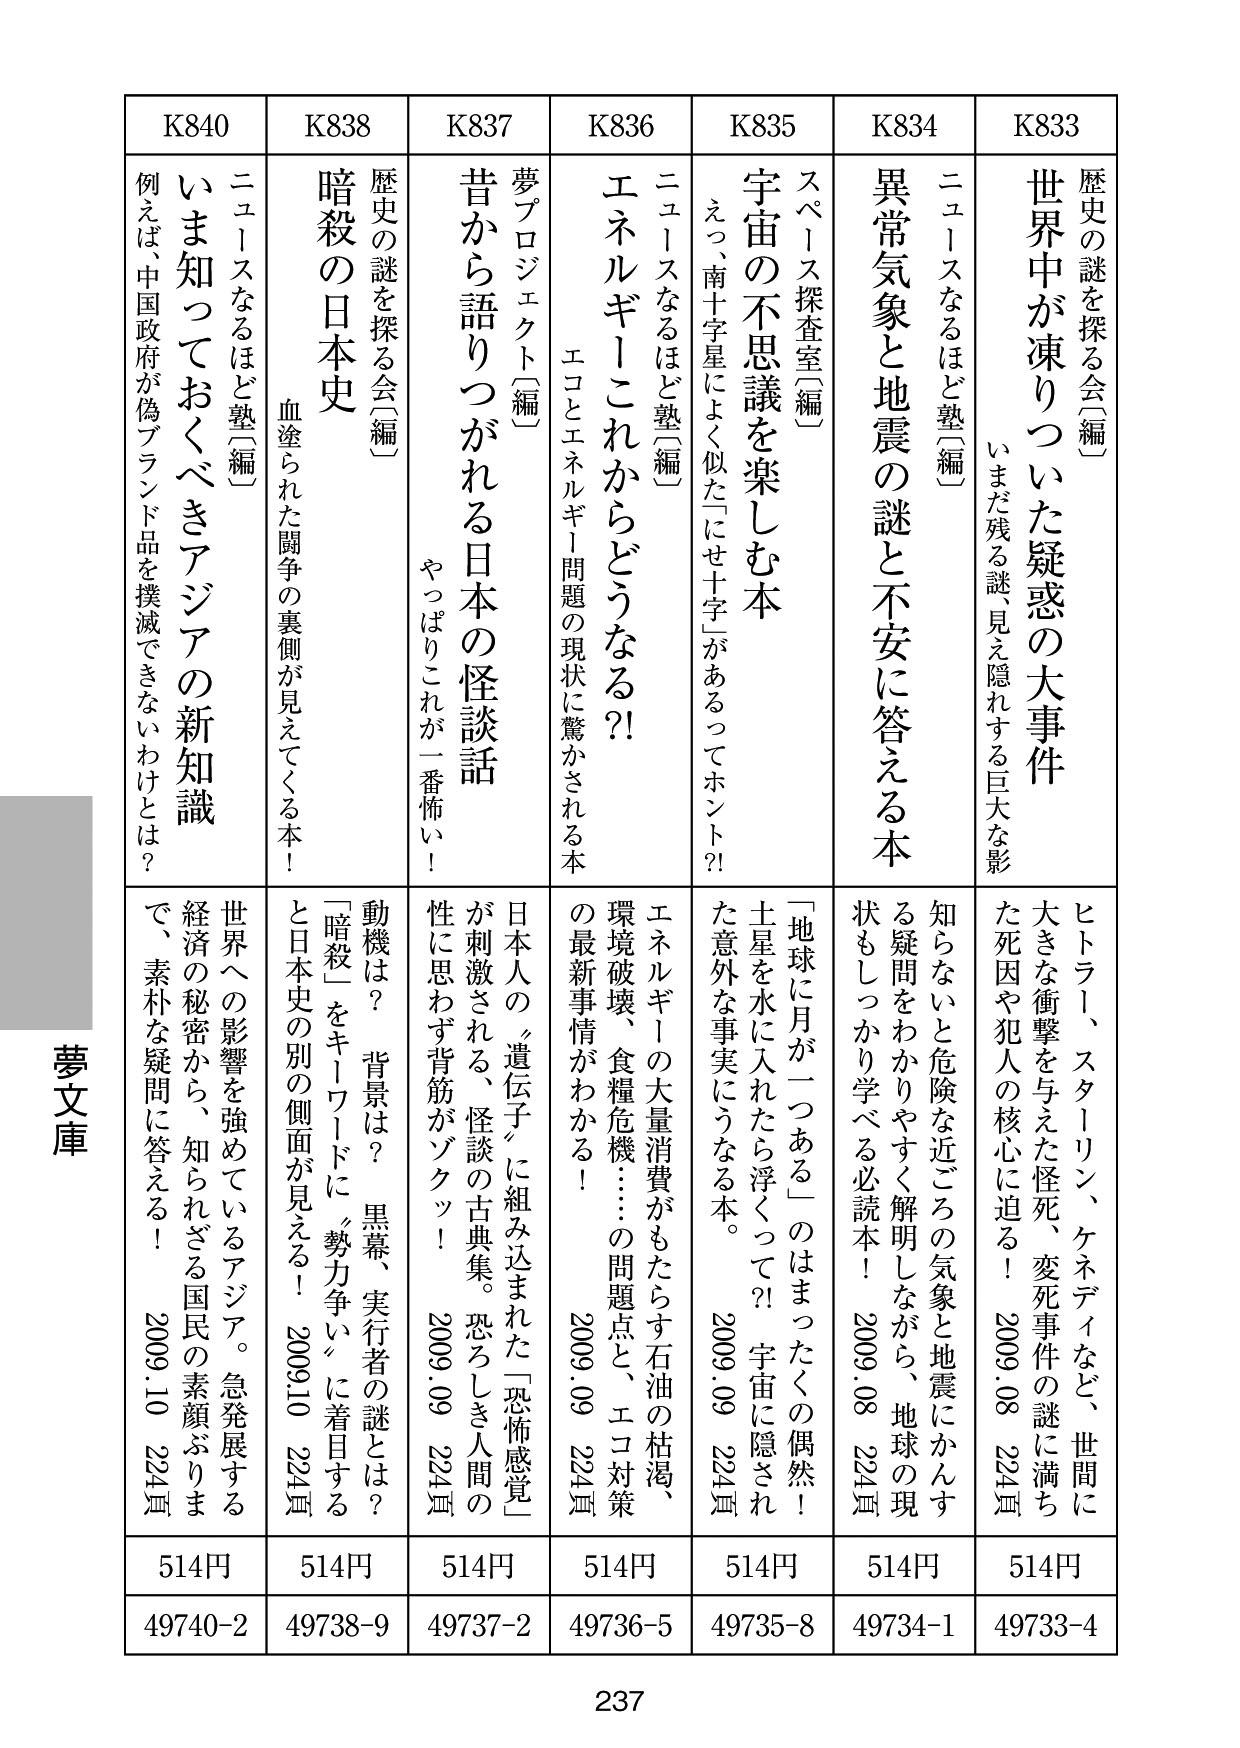 K833
歴史の謎を探る会〔編〕
世界中が凍りついた疑惑の大事件
いまだ残る謎、見え隠れする巨大な影
ヒトラー、スターリン、ケネディなど、世間に
大きな衝撃を与えた怪死、変死事件の謎に満ち
た死因や犯人の核心に迫る！ 2009.08 224頁
514円
49733-4
K834
ニュースなるほど塾〔編〕
異常気象と地震の謎と不安に答える本
知らないと危険な近ごろの気象と地震にかんす
る疑問をわかりやすく解明しながら、地球の現
状もしっかり学べる必読本！ 2009.08 224頁
514円
49734-1
K835
スペース探査室〔編〕
宇宙の不思議を楽しむ本
えっ、南十字星によく似た「にせ十字」があるってホント?!
「地球に月が一つある」のはまったくの偶然！
土星を水に入れたら浮くって?! 宇宙に隠され
た意外な事実にうなる本。 2009.09 224頁
514円
49735-8
K836
ニュースなるほど塾〔編〕
エネルギーこれからどうなる?!
エコとエネルギー問題の現状に驚かされる本
エネルギーの大量消費がもたらす石油の枯渇、
環境破壊、食糧危機……の問題点と、エコ対策
の最新事情がわかる！ 2009.09 224頁
514円
49736-5
K837
夢プロジェクト〔編〕
昔から語りつがれる日本の怪談話
やっぱりこれが一番怖い！
日本人の〝遺伝子〟に組み込まれた「恐怖感覚」
が刺激される、怪談の古典集。恐ろしき人間の
性に思わず背筋がゾクッ！ 2009.09 224頁
514円
49737-2
K838
歴史の謎を探る会〔編〕
暗殺の日本史
血塗られた闘争の裏側が見えてくる本！
動機は？ 背景は？ 黒幕、実行者の謎とは？
「暗殺」をキーワードに〝勢力争い〟に着目する
と日本史の別の側面が見える！ 2009.10 224頁
514円
49738-9
K840
ニュースなるほど塾〔編〕
いま知っておくべきアジアの新知識
例えば、中国政府が偽ブランド品を撲滅できないわけとは？
世界への影響を強めているアジア。急発展する
経済の秘密から、知られざる国民の素顔ぶりま
で、素朴な疑問に答える！ 2009.10 224頁
514円
49740-2
夢文庫
237